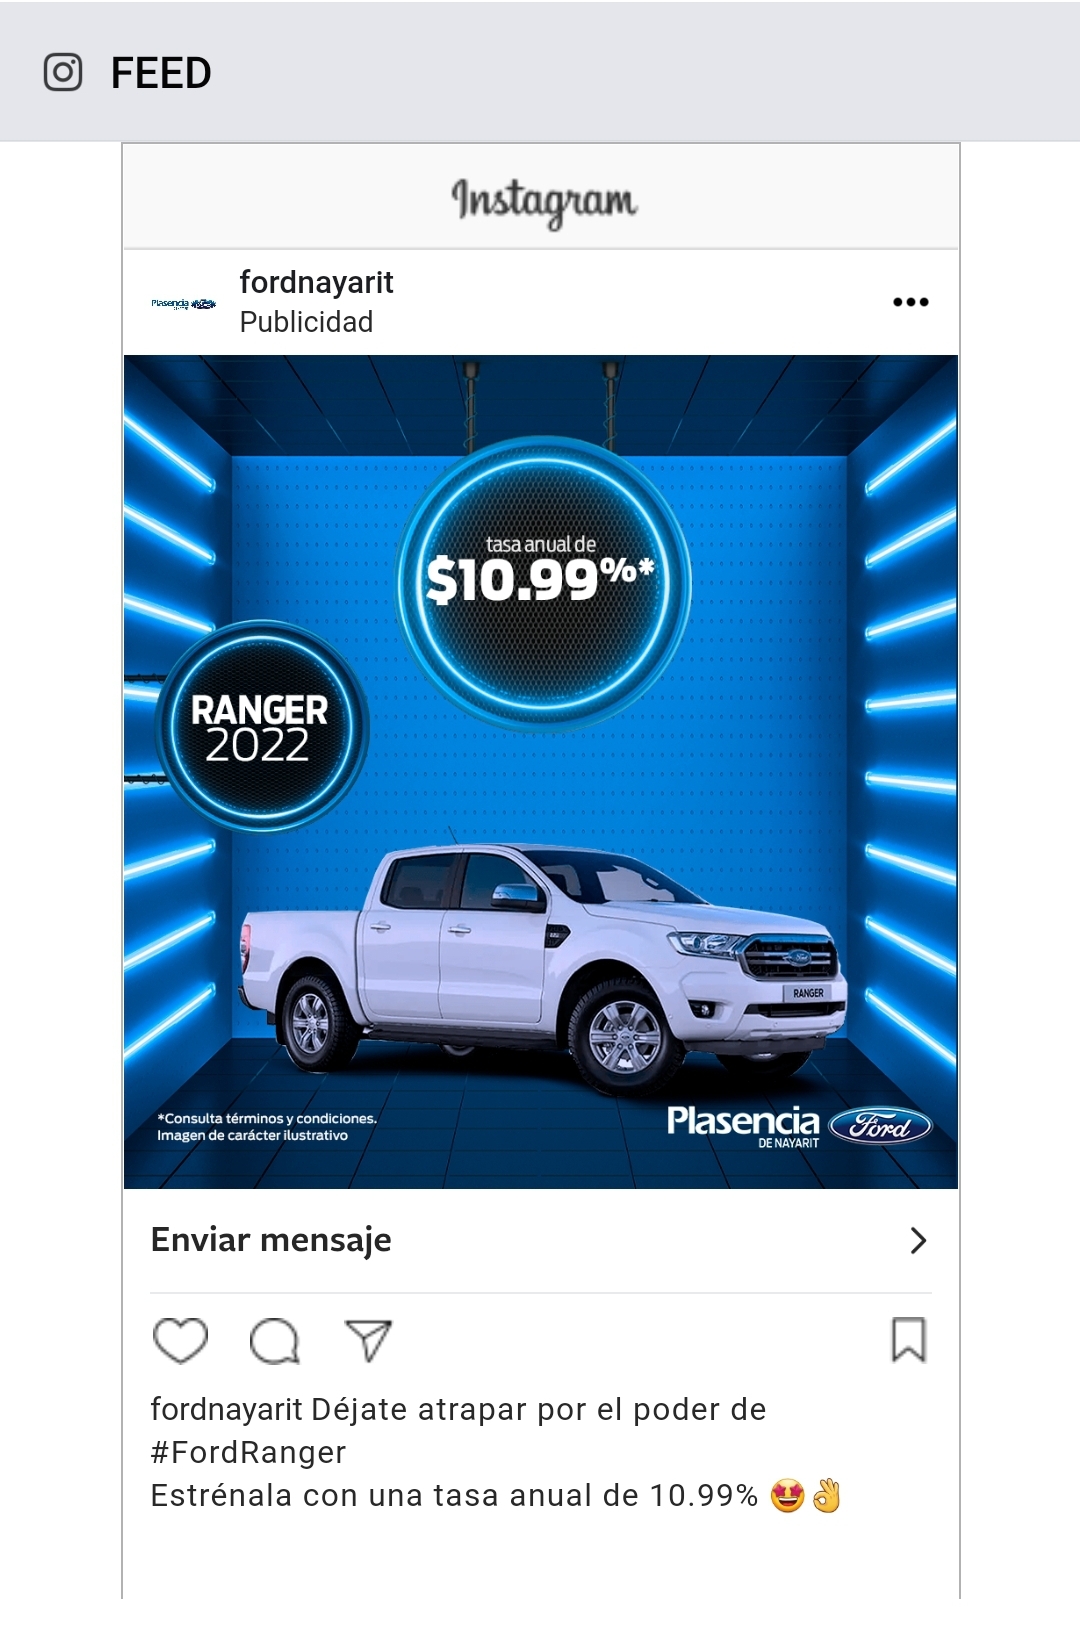 FEED
Instagram
fordnayarit
Plasencia
Publicidad
tasa anual de
$10.99%*
RANGER
2022
RANGER
*Consulta términos y condiciones.
Imagen de carácter ilustrativo
Plasencia
DE NAYARIT
Ford
Enviar mensaje
fordnayarit Déjate atrapar por el poder de
#FordRanger
Estrénala con una tasa anual de 10.99% 🤩👌